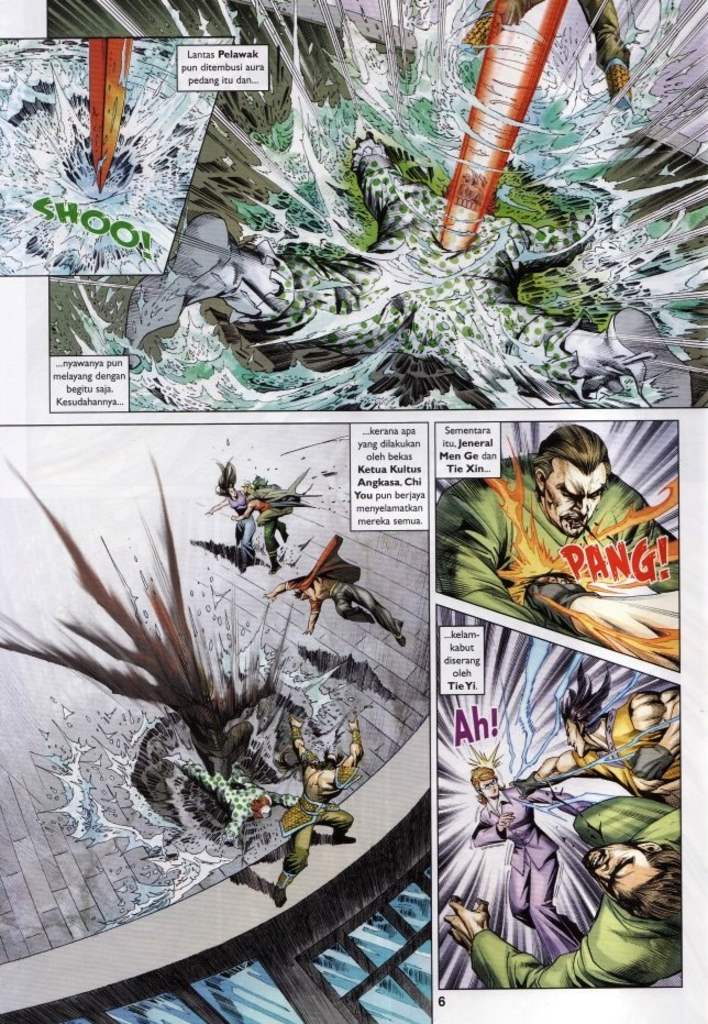 Lantas Pelawak
pun ditembusi aura
pedang itu dan...
SHOO!
...nyawanya pun
melayang dengan
begitu saja.
Kesudahannya...
...kerana apa
yang dilakukan
oleh bekas
Ketua Kultus
Angkasa, Chi
You pun berjaya
menyelamatkan
mereka semua.
Sementara
itu, Jeneral
Men Ge dan
Tie Xin...
PANG!
...kelam-
kabut
diserang
oleh
Tie Yi.
Ah!
6